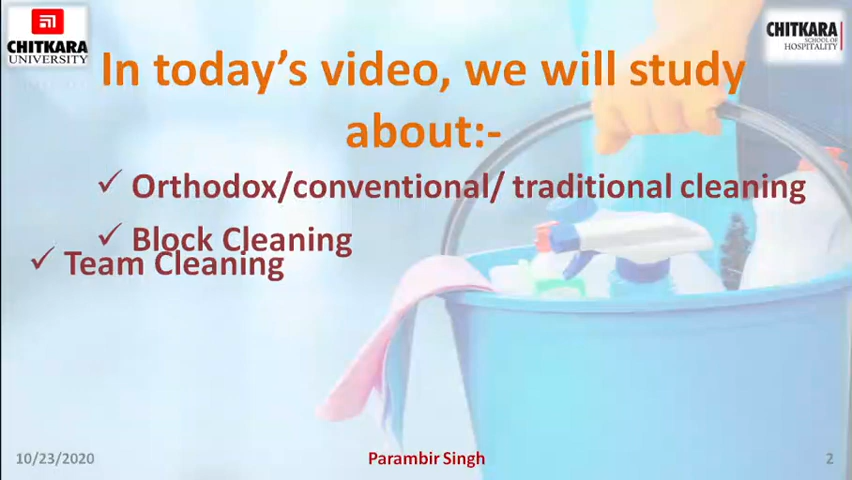 CHITKARA
UNIVERSITY
CHITKARA
SCHOOL OF
HOSPITALITY
In today's video, we will study
about:-
✓ Orthodox/conventional/ traditional cleaning
✓ Block Cleaning
✓ Team Cleaning
10/23/2020
Parambir Singh
2